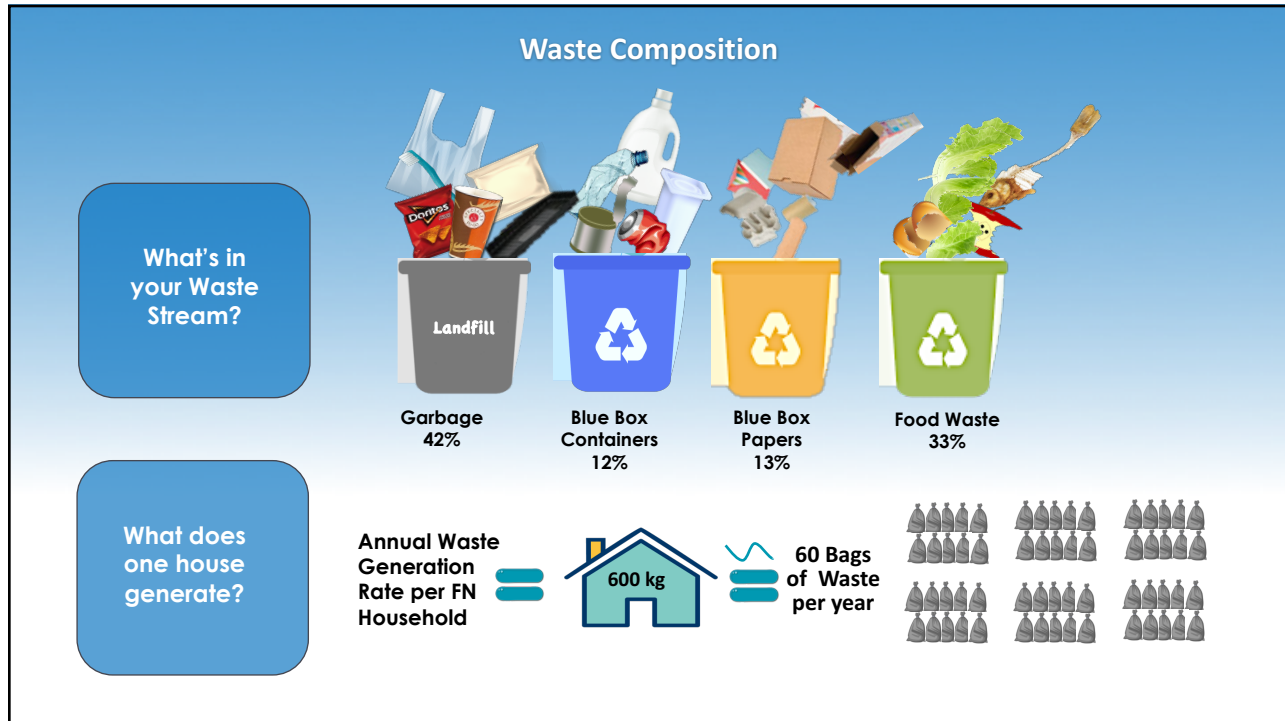 Waste Composition
What's in
your Waste
Stream?
Doritos
Landfill
Garbage
42%
Blue Box
Containers
12%
Blue Box
Papers
13%
Food Waste
33%
What does
one house
generate?
Annual Waste
Generation
Rate per FN
Household
600 kg
60 Bags
of Waste
per year